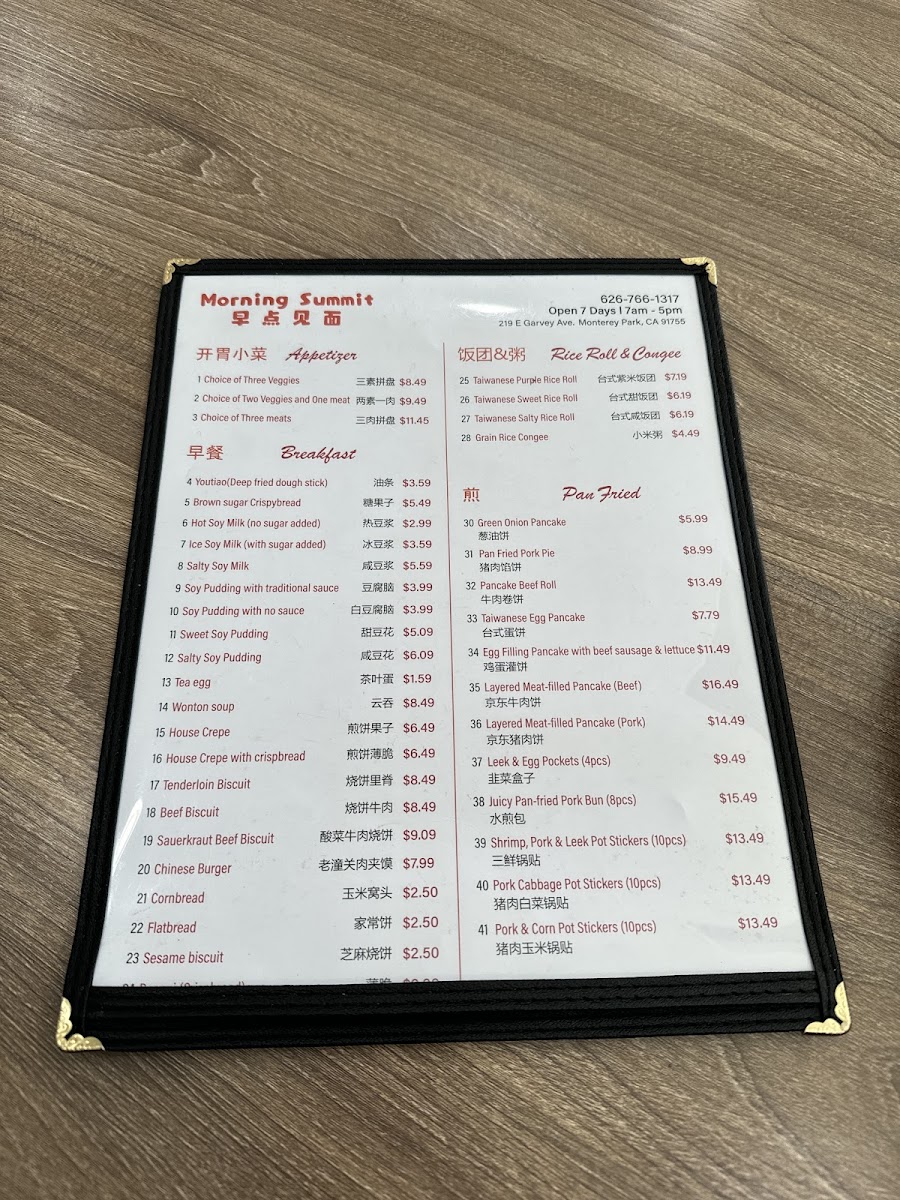 Morning Summit
早点见面
626-766-1317
Open 7 Days | 7am - 5pm
219 E Garvey Ave. Monterey Park, CA 91755
开胃小菜 Appetizer
1 Choice of Three Veggies 三素拼盘 $8.49
2 Choice of Two Veggies and One meat 两素一肉 $9.49
3 Choice of Three meats 三肉拼盘 $11.45
早餐 Breakfast
4 Youtiao(Deep fried dough stick) 油条 $3.59
5 Brown sugar Crispybread 糖果子 $5.49
6 Hot Soy Milk (no sugar added) 热豆浆 $2.99
7 Ice Soy Milk (with sugar added) 冰豆浆 $3.59
8 Salty Soy Milk 咸豆浆 $5.59
9 Soy Pudding with traditional sauce 豆腐脑 $3.99
10 Soy Pudding with no sauce 白豆腐脑 $3.99
11 Sweet Soy Pudding 甜豆花 $5.09
12 Salty Soy Pudding 咸豆花 $6.09
13 Tea egg 茶叶蛋 $1.59
14 Wonton soup 云吞 $8.49
15 House Crepe 煎饼果子 $6.49
16 House Crepe with crispbread 煎饼薄脆 $6.49
17 Tenderloin Biscuit 烧饼里脊 $8.49
18 Beef Biscuit 烧饼牛肉 $8.49
19 Sauerkraut Beef Biscuit 酸菜牛肉烧饼 $9.09
20 Chinese Burger 老潼关肉夹馍 $7.99
21 Cornbread 玉米窝头 $2.50
22 Flatbread 家常饼 $2.50
23 Sesame biscuit 芝麻烧饼 $2.50
饭团&粥 Rice Roll & Congee
25 Taiwanese Purple Rice Roll 台式紫米饭团 $7.19
26 Taiwanese Sweet Rice Roll 台式甜饭团 $6.19
27 Taiwanese Salty Rice Roll 台式咸饭团 $6.19
28 Grain Rice Congee 小米粥 $4.49
煎 Pan Fried
30 Green Onion Pancake $5.99
葱油饼
31 Pan Fried Pork Pie $8.99
猪肉馅饼
32 Pancake Beef Roll $13.49
牛肉卷饼
33 Taiwanese Egg Pancake $7.79
台式蛋饼
34 Egg Filling Pancake with beef sausage & lettuce $11.49
鸡蛋灌饼
35 Layered Meat-filled Pancake (Beef) $16.49
京东牛肉饼
36 Layered Meat-filled Pancake (Pork) $14.49
京东猪肉饼
37 Leek & Egg Pockets (4pcs) $9.49
韭菜盒子
38 Juicy Pan-fried Pork Bun (8pcs) $15.49
水煎包
39 Shrimp, Pork & Leek Pot Stickers (10pcs) $13.49
三鲜锅贴
40 Pork Cabbage Pot Stickers (10pcs) $13.49
猪肉白菜锅贴
41 Pork & Corn Pot Stickers (10pcs) $13.49
猪肉玉米锅贴